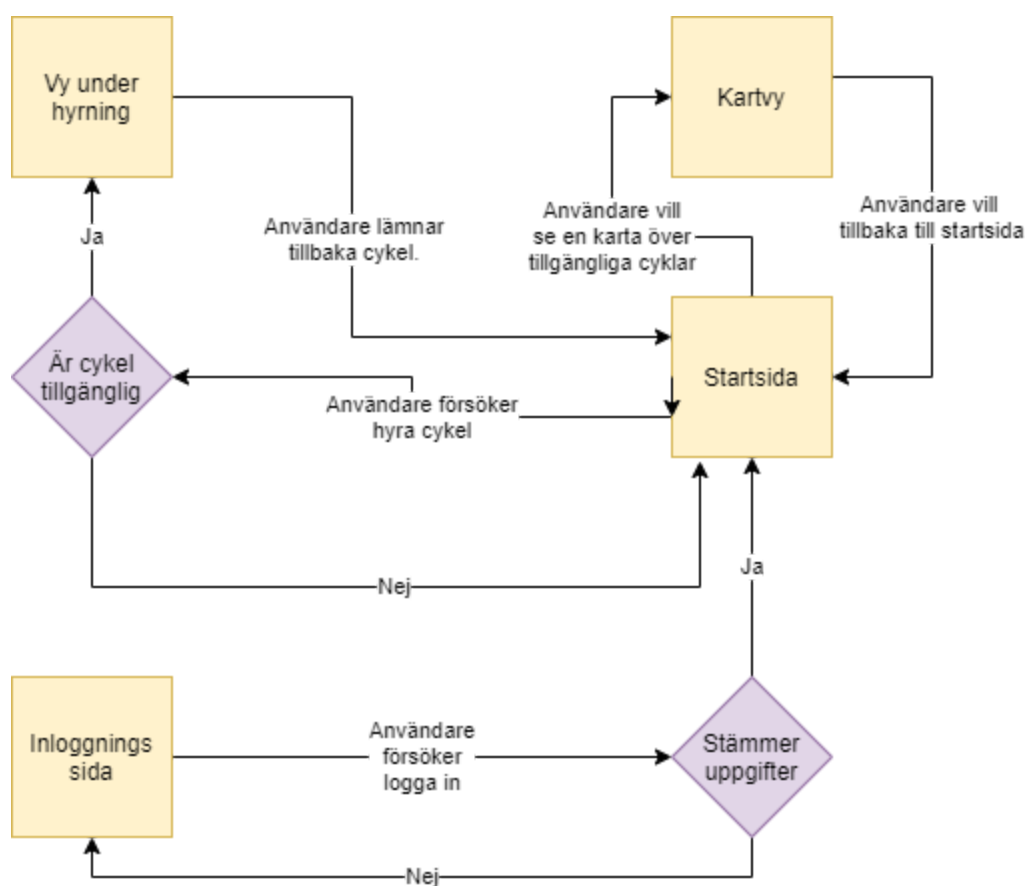 Vy under
hyrning
Kartvy
Användare vill
se en karta över
tillgängliga cyklar
Användare vill
tillbaka till startsida
Användare lämnar
tillbaka cykel.
Ja
Är cykel
tillgänglig
Användare försöker
hyra cykel
Startsida
Nej
Ja
Inloggnings
sida
Användare
försöker
logga in
Stämmer
uppgifter
Nej